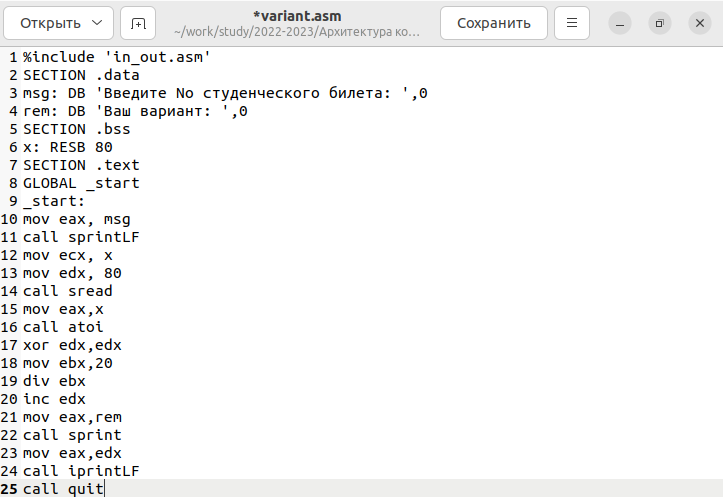 Открыть
*variant.asm
~/work/study/2022-2023/Архитектура ко...
Сохранить
1 %include 'in_out.asm'
2 SECTION .data
3 msg: DB 'Введите No студенческого билета: ',0
4 rem: DB 'Ваш вариант: ',0
5 SECTION .bss
6 x: RESB 80
7 SECTION .text
8 GLOBAL _start
9 _start:
10 mov eax, msg
11 call sprintLF
12 mov ecx, x
13 mov edx, 80
14 call sread
15 mov eax,x
16 call atoi
17 xor edx,edx
18 mov ebx,20
19 div ebx
20 inc edx
21 mov eax,rem
22 call sprint
23 mov eax,edx
24 call iprintLF
25 call quit